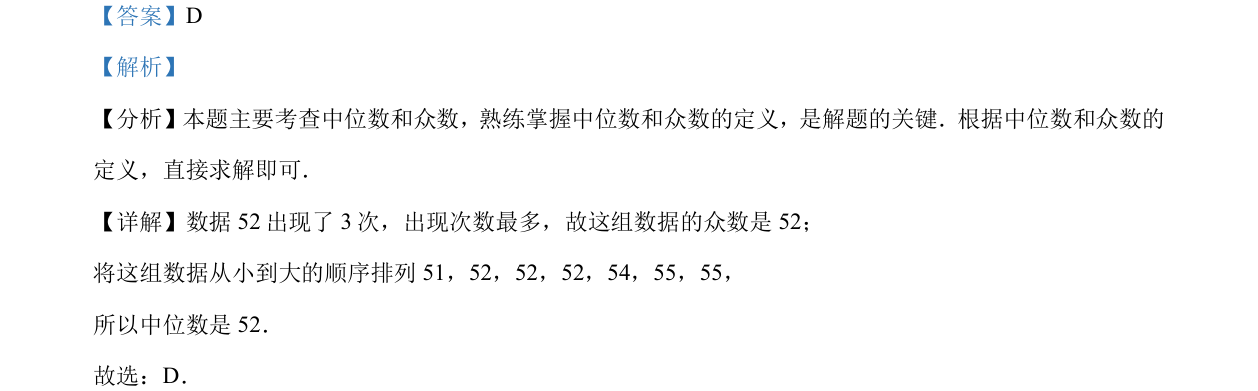 【答案】D
【解析】
【分析】本题主要考查中位数和众数，熟练掌握中位数和众数的定义，是解题的关键．根据中位数和众数的
定义，直接求解即可．
【详解】数据 52 出现了 3 次，出现次数最多，故这组数据的众数是 52；
将这组数据从小到大的顺序排列 51，52，52，52，54，55，55，
所以中位数是 52．
故选：D．